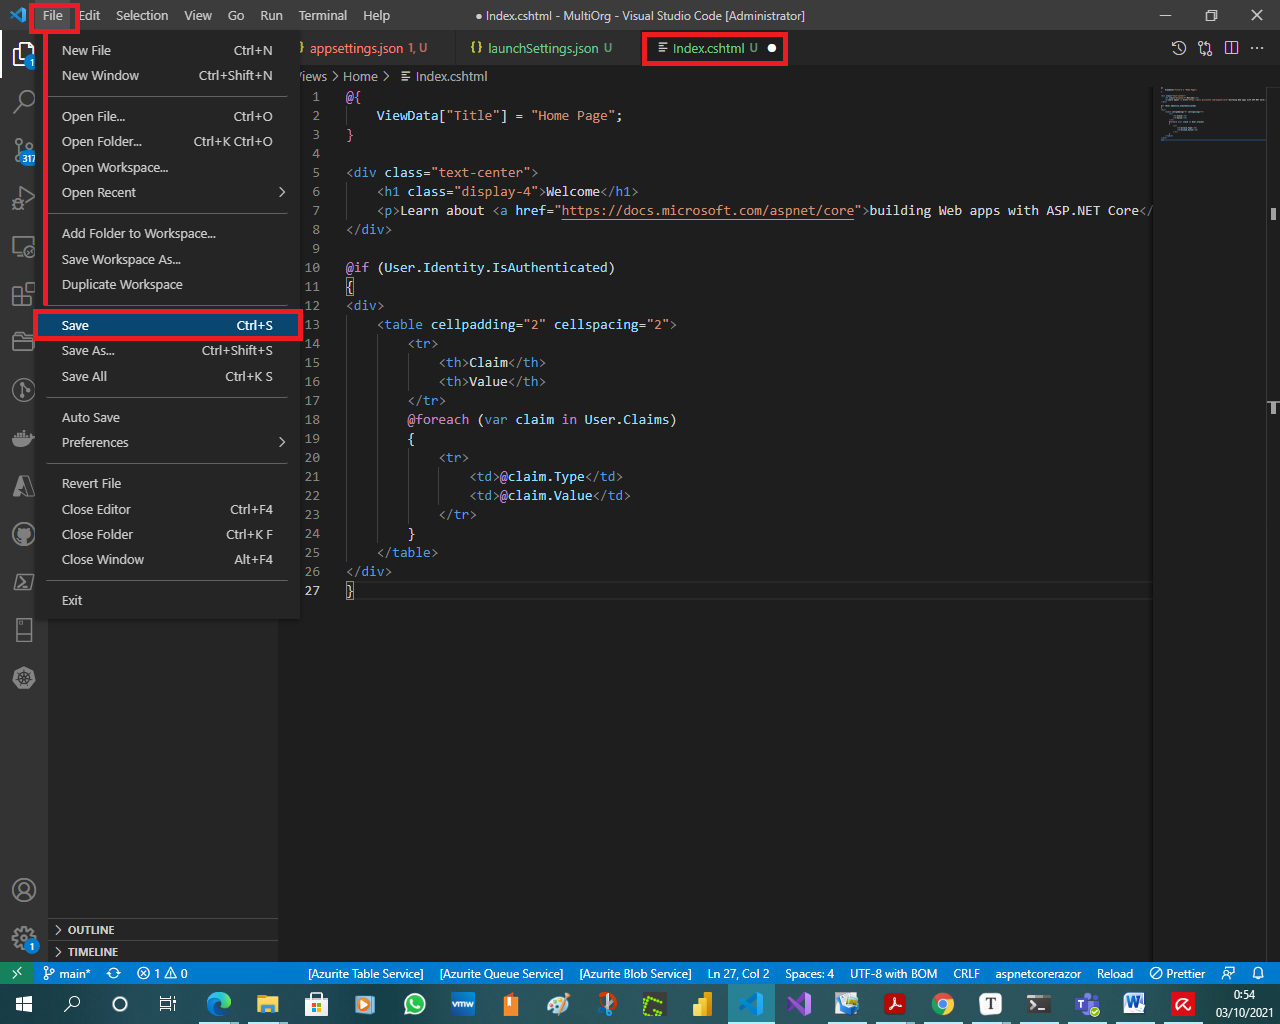 File Edit Selection View Go Run Terminal Help
● Index.cshtml - MultiOrg - Visual Studio Code [Administrator]
New File Ctrl+N
New Window Ctrl+Shift+N
Open File... Ctrl+O
Open Folder... Ctrl+K Ctrl+O
Open Workspace...
Open Recent
Add Folder to Workspace...
Save Workspace As...
Duplicate Workspace
Save Ctrl+S
Save As... Ctrl+Shift+S
Save All Ctrl+K S
Auto Save
Preferences
Revert File
Close Editor Ctrl+F4
Close Folder Ctrl+K F
Close Window Alt+F4
Exit
1
317
1
OUTLINE
TIMELINE
} appsettings.json 1, U
{} launchSettings.json U
Index.cshtml U ●
Views > Home > Index.cshtml
1 @{
2 ViewData["Title"] = "Home Page";
3 }
4
5 <div class="text-center">
6 <h1 class="display-4">Welcome</h1>
7 <p>Learn about <a href="https://docs.microsoft.com/aspnet/core">building Web apps with ASP.NET Core</
8 </div>
9
10 @if (User.Identity.IsAuthenticated)
11 {
12 <div>
13 <table cellpadding="2" cellspacing="2">
14 <tr>
15 <th>Claim</th>
16 <th>Value</th>
17 </tr>
18 @foreach (var claim in User.Claims)
19 {
20 <tr>
21 <td>@claim.Type</td>
22 <td>@claim.Value</td>
23 </tr>
24 }
25 </table>
26 </div>
27 }
main* 1 0 [Azurite Table Service] [Azurite Queue Service] [Azurite Blob Service] Ln 27, Col 2 Spaces: 4 UTF-8 with BOM CRLF aspnetcorerazor Reload Prettier
vmw
T
W
0:54
03/10/2021